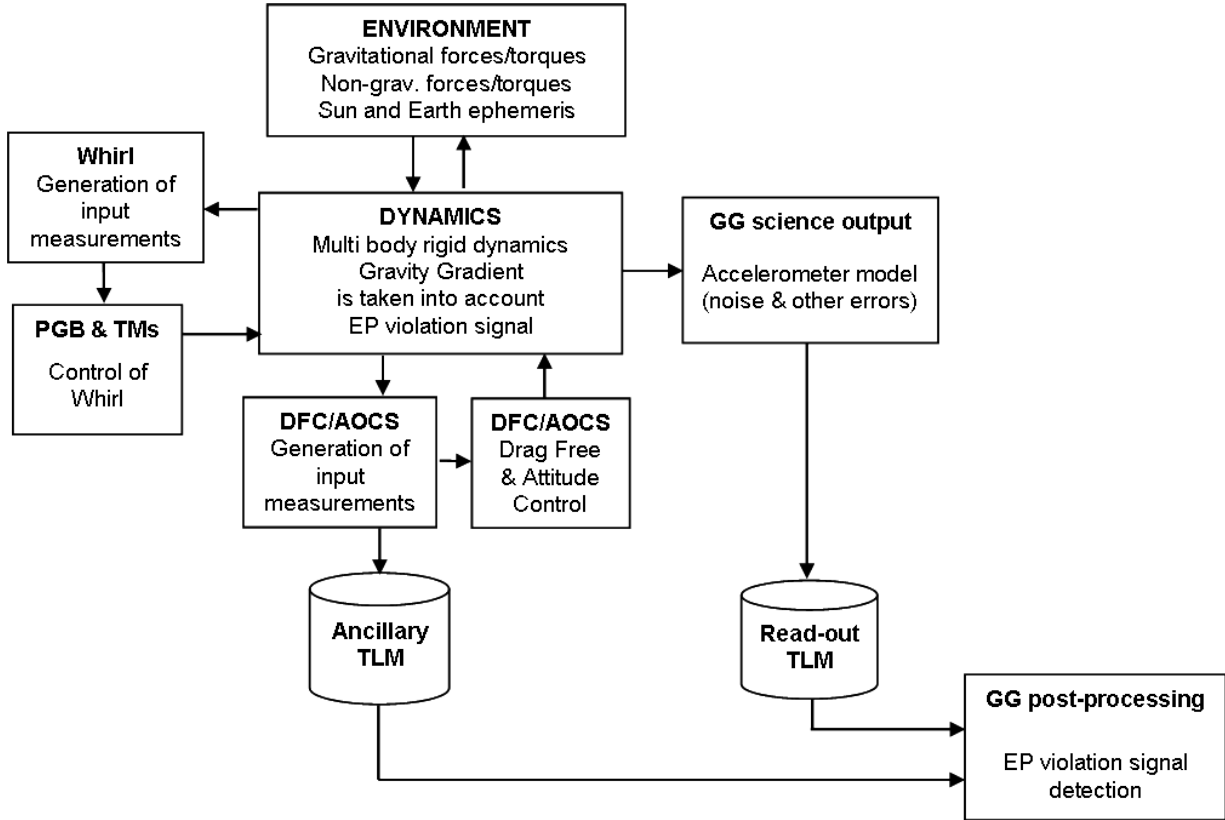 ENVIRONMENT
Gravitational forces/torques
Non-grav. forces/torques
Sun and Earth ephemeris
Whirl
Generation of
input
measurements
DYNAMICS
Multi body rigid dynamics
Gravity Gradient
is taken into account
EP violation signal
GG science output
Accelerometer model
(noise & other errors)
PGB & TMs
Control of
Whirl
DFC/AOCS
Generation of
input
measurements
DFC/AOCS
Drag Free
& Attitude
Control
Ancillary
TLM
Read-out
TLM
GG post-processing
EP violation signal
detection